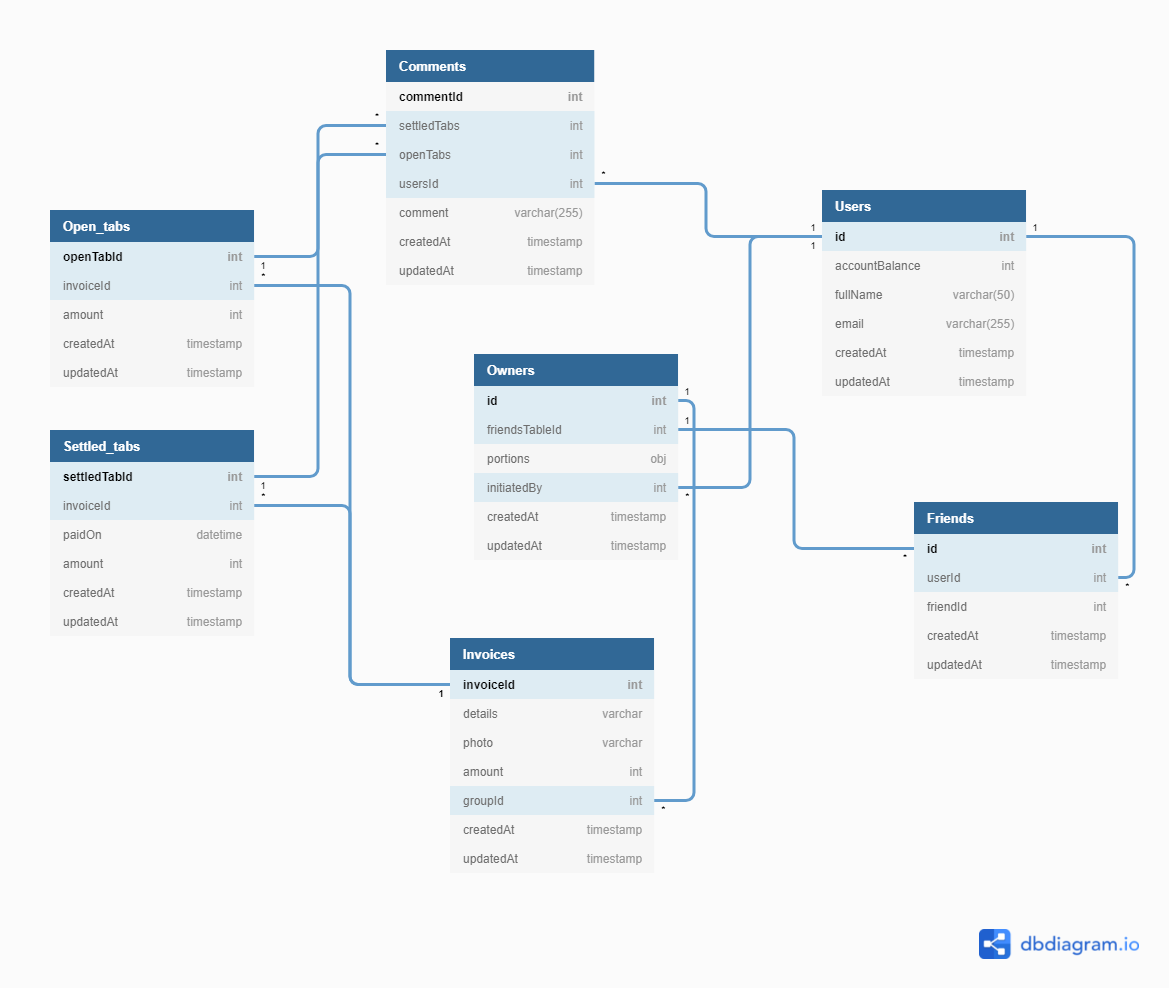 Comments
commentId int
settledTabs int
openTabs int
usersId int
comment varchar(255)
createdAt timestamp
updatedAt timestamp
Users
id int
accountBalance int
fullName varchar(50)
email varchar(255)
createdAt timestamp
updatedAt timestamp
Open_tabs
openTabId int
invoiceId int
amount int
createdAt timestamp
updatedAt timestamp
Owners
id int
friendsTableId int
portions obj
initiatedBy int
createdAt timestamp
updatedAt timestamp
Settled_tabs
settledTabId int
invoiceId int
paidOn datetime
amount int
createdAt timestamp
updatedAt timestamp
Friends
id int
userId int
friendId int
createdAt timestamp
updatedAt timestamp
Invoices
invoiceId int
details varchar
photo varchar
amount int
groupId int
createdAt timestamp
updatedAt timestamp
*
*
*
1
1
1
1
*
1
*
1
1
*
*
*
1
*
dbdiagram.io